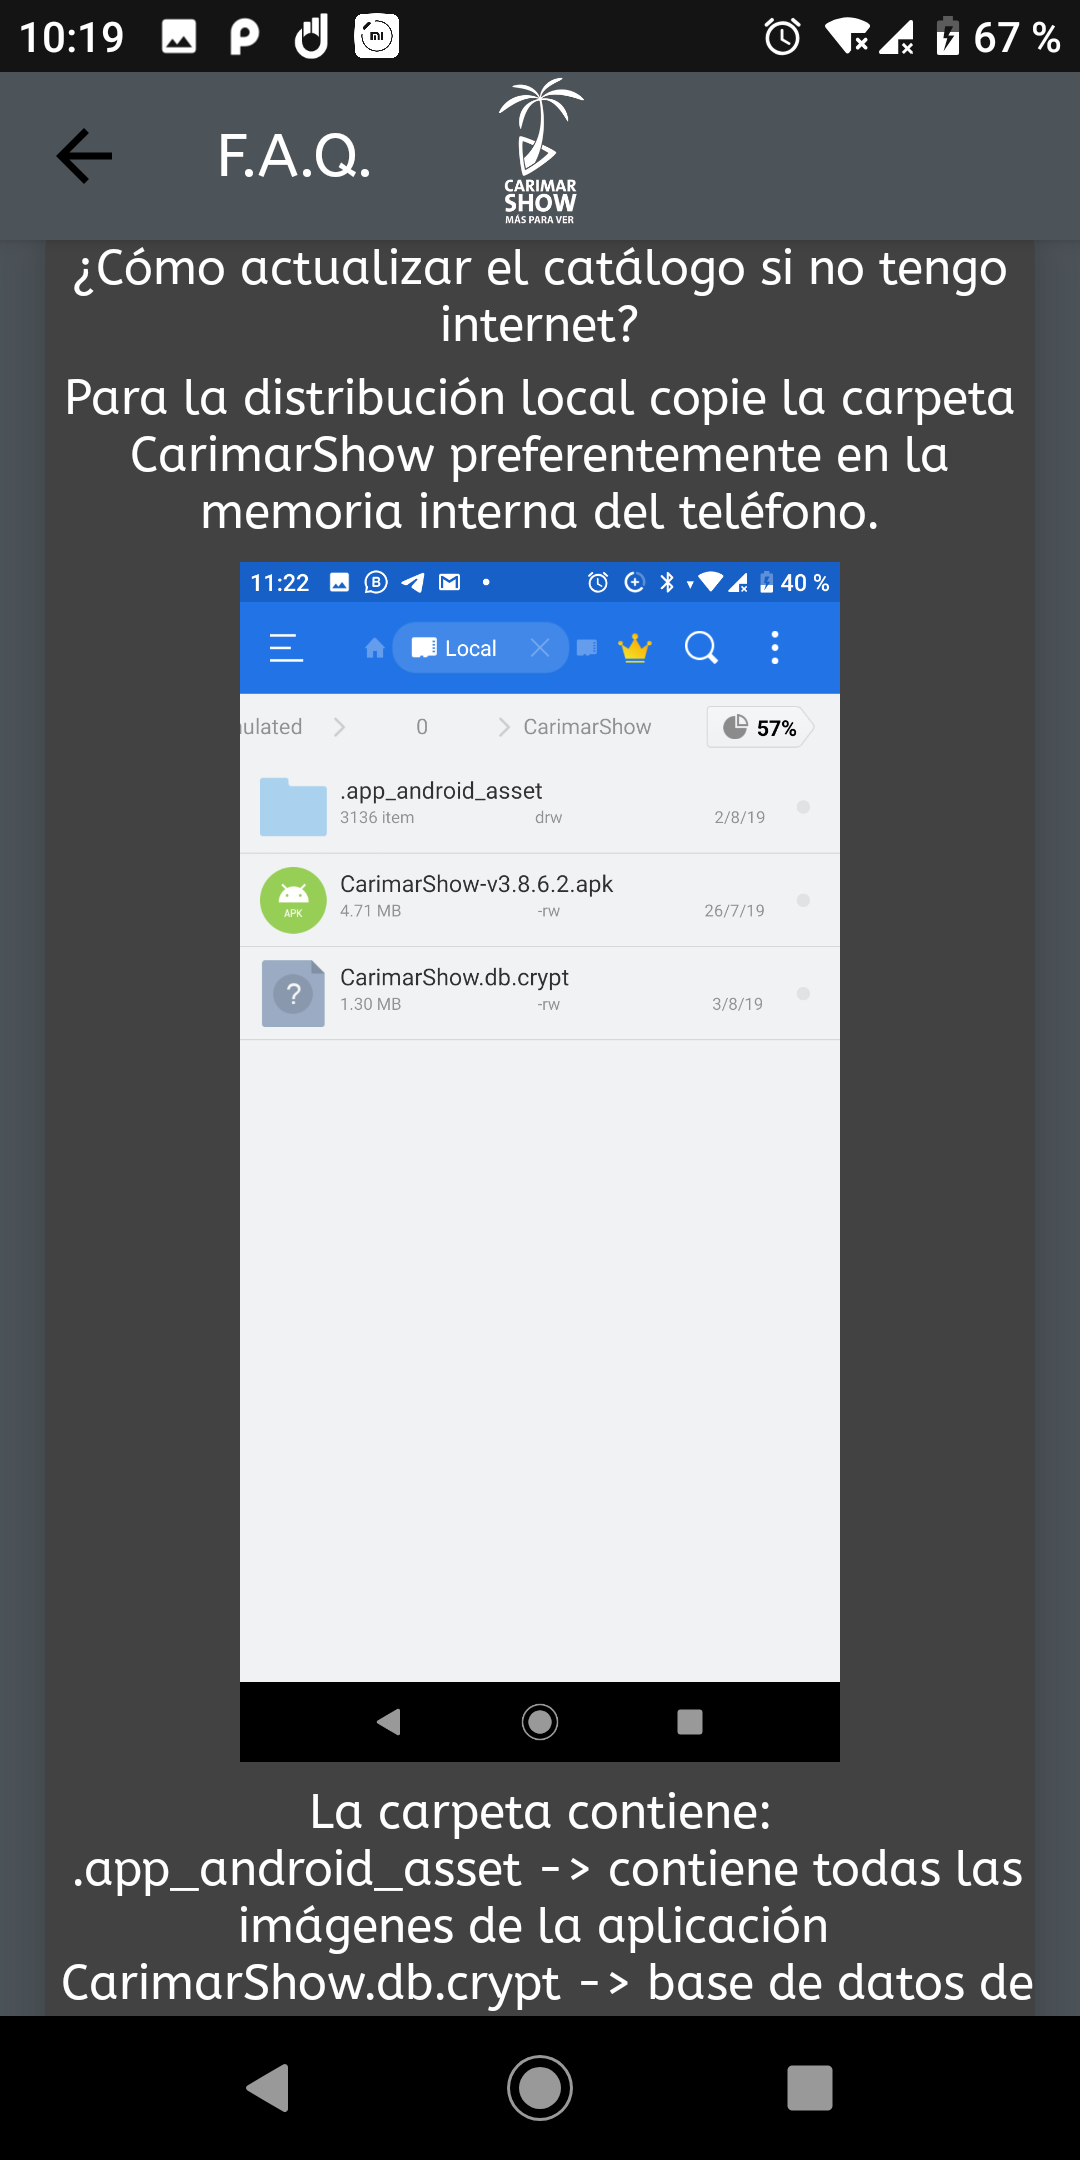 10:19
67 %
F.A.Q.
CARIMAR
SHOW
MÁS PARA VER
¿Cómo actualizar el catálogo si no tengo
internet?
Para la distribución local copie la carpeta
CarimarShow preferentemente en la
memoria interna del teléfono.
11:22
40 %
Local
ulated
0
CarimarShow
57%
.app_android_asset
3136 item drw 2/8/19
CarimarShow-v3.8.6.2.apk
APK
4.71 MB -rw 26/7/19
CarimarShow.db.crypt
1.30 MB -rw 3/8/19
La carpeta contiene:
.app_android_asset -> contiene todas las
imágenes de la aplicación
CarimarShow.db.crypt -> base de datos de